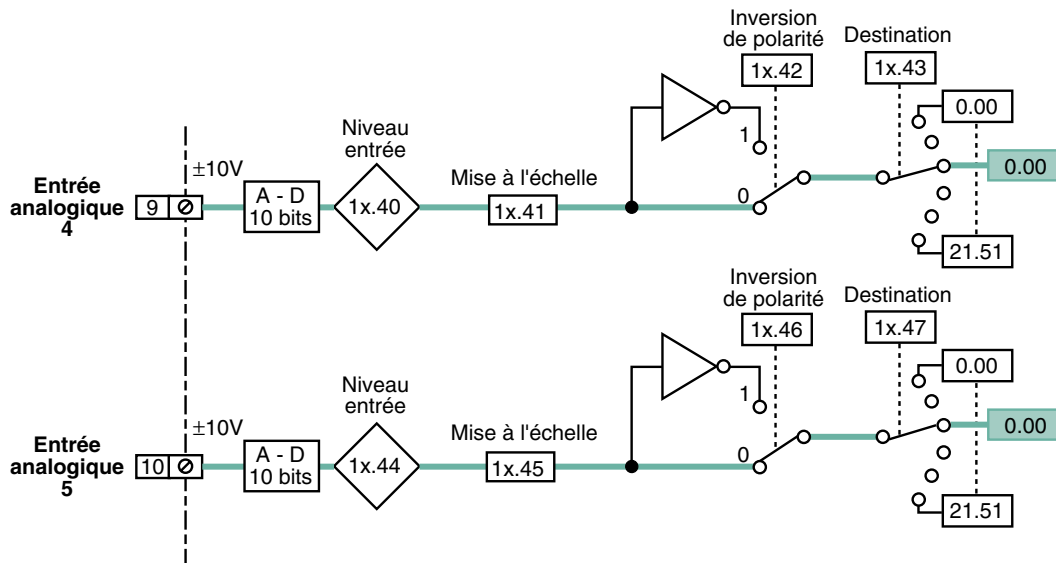 Inversion
de polarité
Destination
1x.42
1x.43
0.00
Niveau
entrée
1
±10V
Entrée
analogique
4
9
A - D
10 bits
1x.40
Mise à l'échelle
1x.41
0
0.00
21.51
Inversion
de polarité
Destination
1x.46
1x.47
0.00
Niveau
entrée
1
±10V
Entrée
analogique
5
10
A - D
10 bits
1x.44
Mise à l'échelle
1x.45
0
0.00
21.51